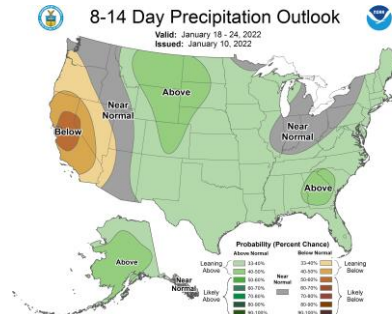 8-14 Day Precipitation Outlook
Valid: January 18 - 24, 2022
Issued: January 10, 2022
Above
Near
Normal
Below
Near
Normal
Above
Above
Near
Normal
Probability (Percent Chance)
Above Normal
Below Normal
Leaning
Above
33-40%
40-50%
50-60%
60-70%
70-80%
80-90%
90-100%
Likely
Above
Near
Normal
33-40%
40-50%
50-60%
60-70%
70-80%
80-90%
90-100%
Leaning
Below
Likely
Below